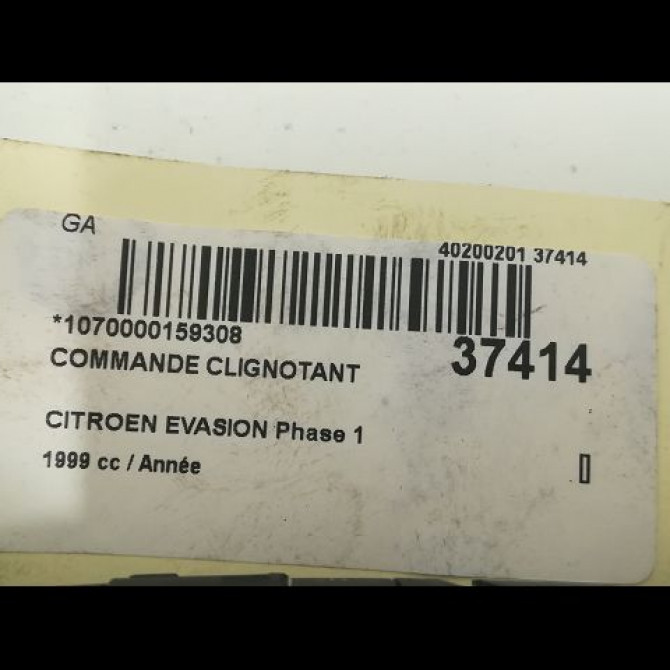 GA
40200201 37414
*1070000159308
37414
COMMANDE CLIGNOTANT
CITROEN EVASION Phase 1
1999 cc / Année